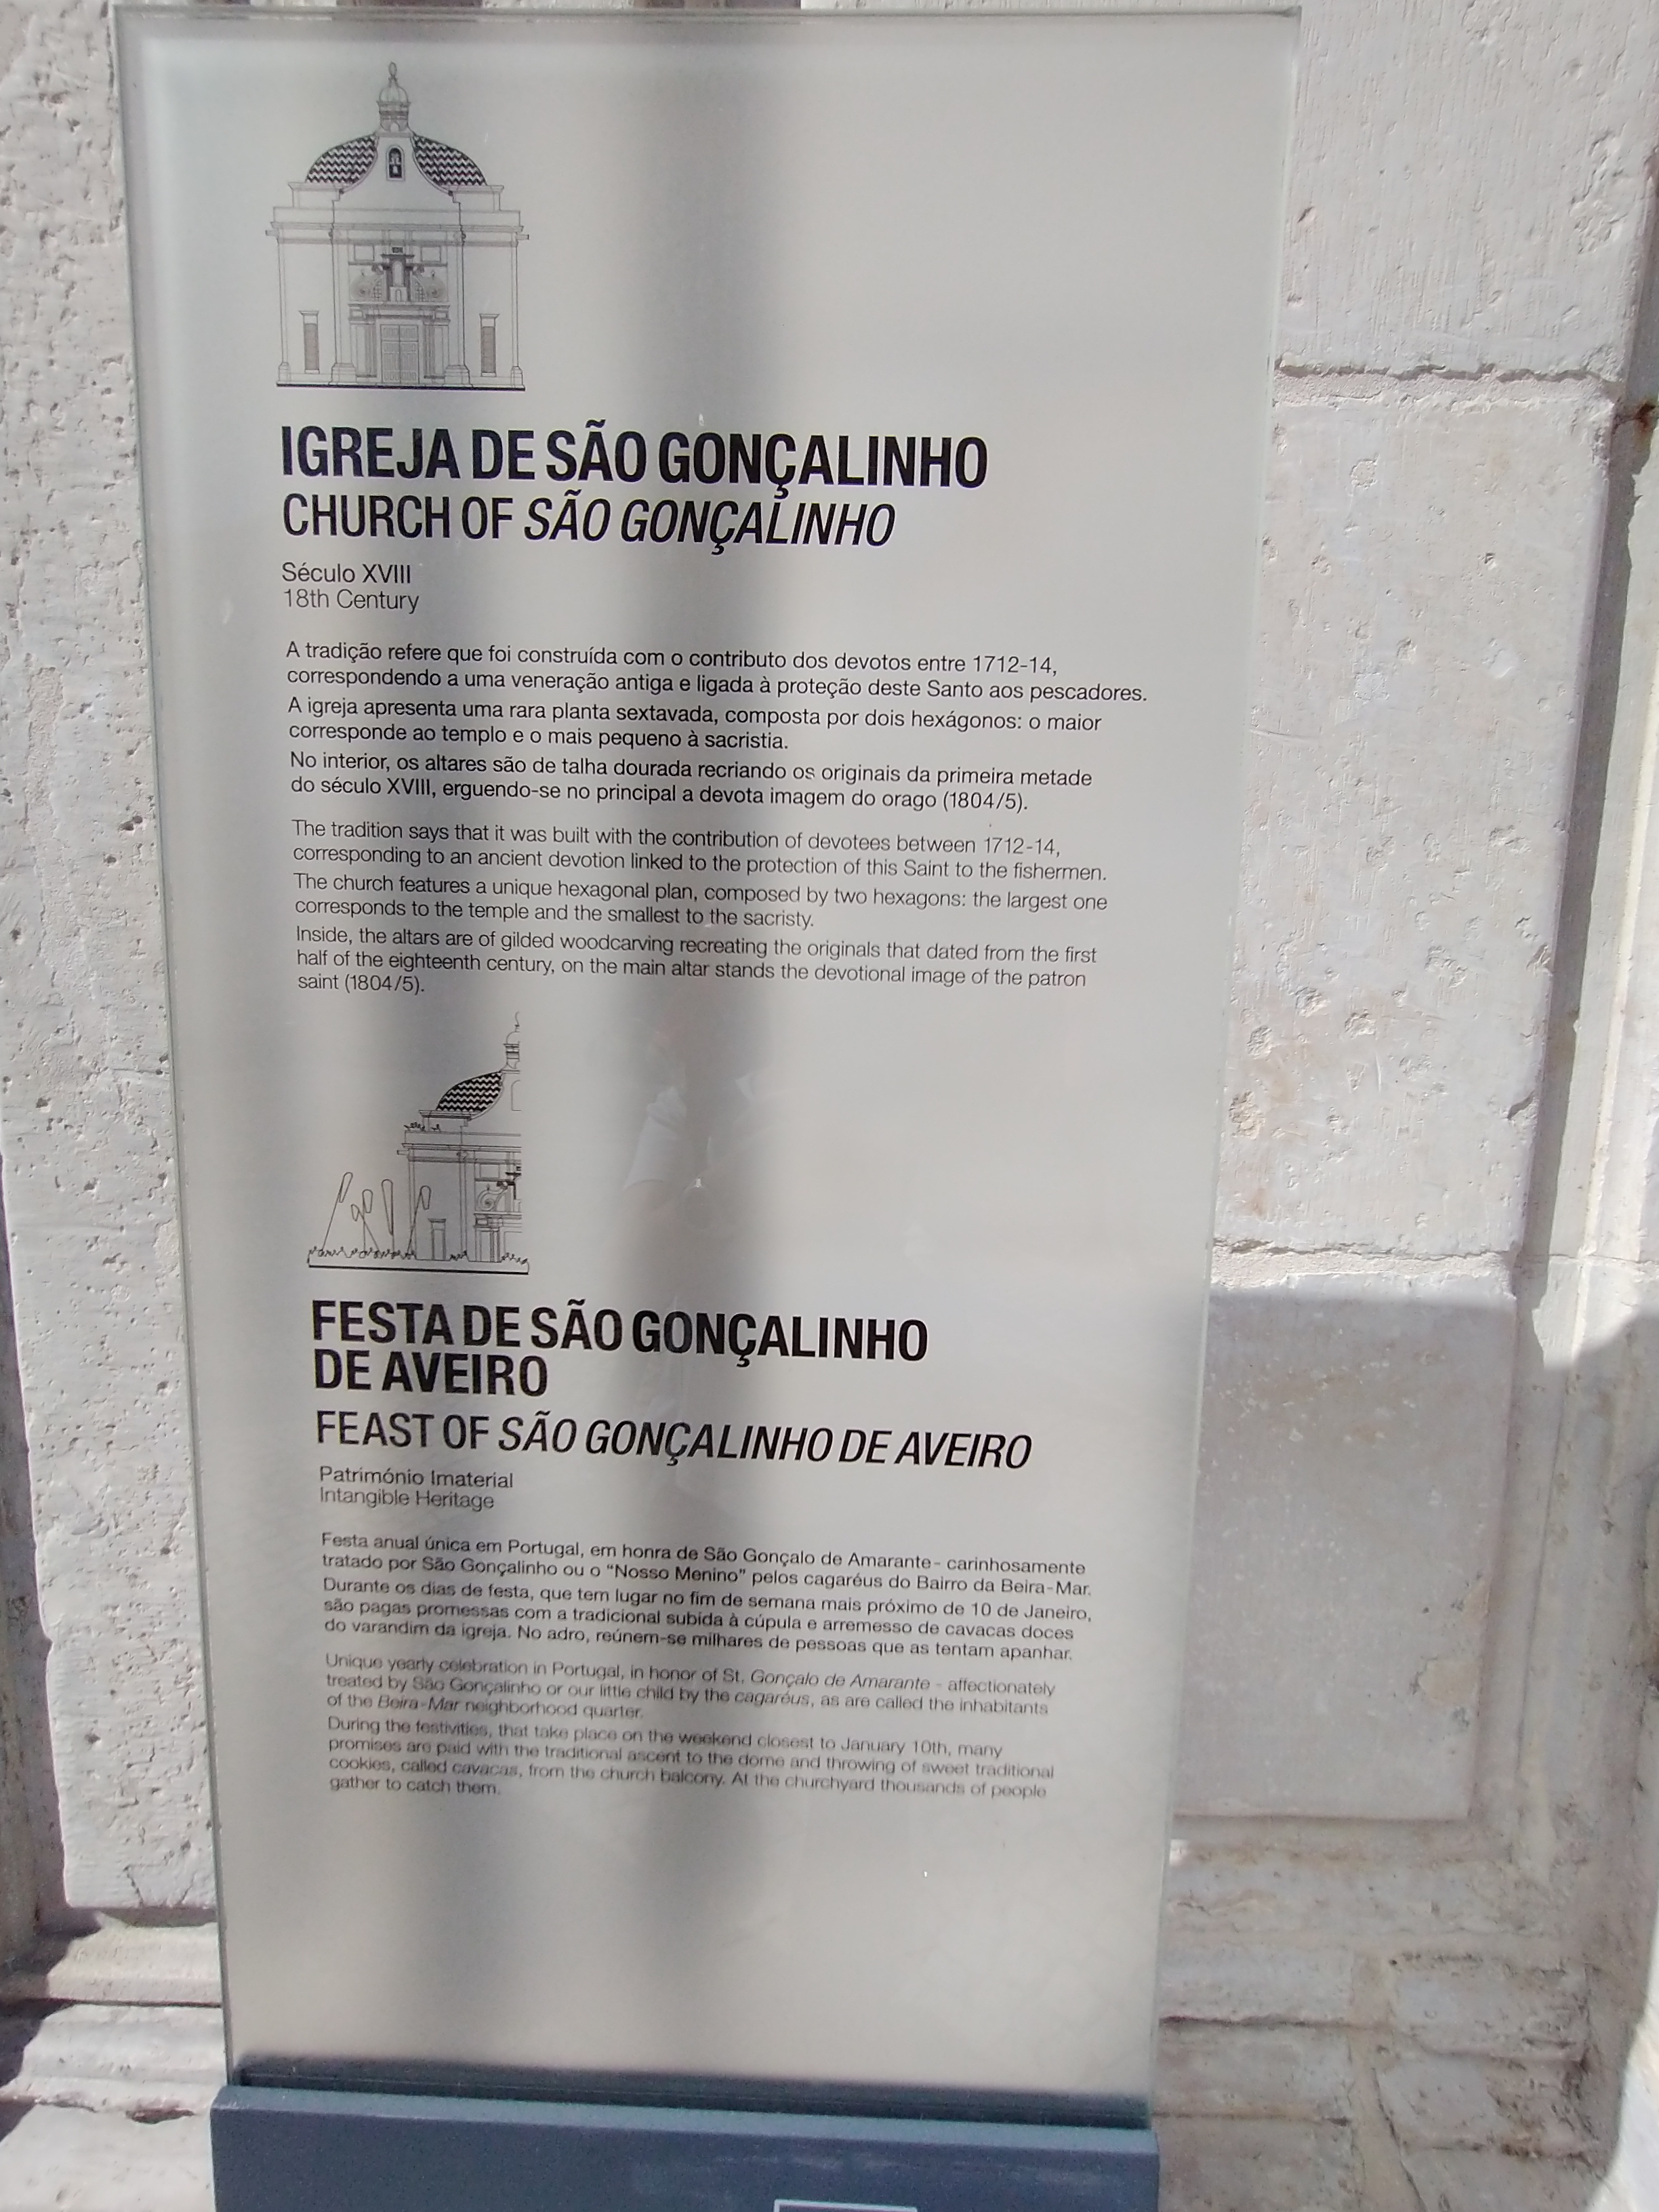 IGREJA DE SÃO GONÇALINHO
CHURCH OF SÃO GONÇALINHO
Século XVIII
18th Century
A tradição refere que foi construída com o contributo dos devotos entre 1712-14,
correspondendo a uma veneração antiga e ligada à proteção deste Santo aos pescadores.
A igreja apresenta uma rara planta sextavada, composta por dois hexágonos: o maior
corresponde ao templo e o mais pequeno à sacristia.
No interior, os altares são de talha dourada recriando os originais da primeira metade
do século XVIII, erguendo-se no principal a devota imagem do orago (1804/5).
The tradition says that it was built with the contribution of devotees between 1712-14,
corresponding to an ancient devotion linked to the protection of this Saint to the fishermen.
The church features a unique hexagonal plan, composed by two hexagons: the largest one
corresponds to the temple and the smallest to the sacristy.
Inside, the altars are of gilded woodcarving recreating the originals that dated from the first
half of the eighteenth century, on the main altar stands the devotional image of the patron
saint (1804/5).
FESTA DE SÃO GONÇALINHO
DE AVEIRO
FEAST OF SÃO GONÇALINHO DE AVEIRO
Património Imaterial
Intangible Heritage
Festa anual única em Portugal, em honra de São Gonçalo de Amarante - carinhosamente
tratado por São Gonçalinho ou o “Nosso Menino” pelos cagaréus do Bairro da Beira-Mar.
Durante os dias de festa, que tem lugar no fim de semana mais próximo de 10 de Janeiro,
são pagas promessas com a tradicional subida à cúpula e arremesso de cavacas doces
do varandim da igreja. No adro, reúnem-se milhares de pessoas que as tentam apanhar.
Unique yearly celebration in Portugal, in honor of St. Gonçalo de Amarante - affectionately
treated by São Gonçalinho or our little child by the cagaréus, as are called the inhabitants
of the Beira-Mar neighborhood quarter.
During the festivities, that take place on the weekend closest to January 10th, many
promises are paid with the traditional ascent to the dome and throwing of sweet traditional
cookies, called cavacas, from the church balcony. At the churchyard thousands of people
gather to catch them.